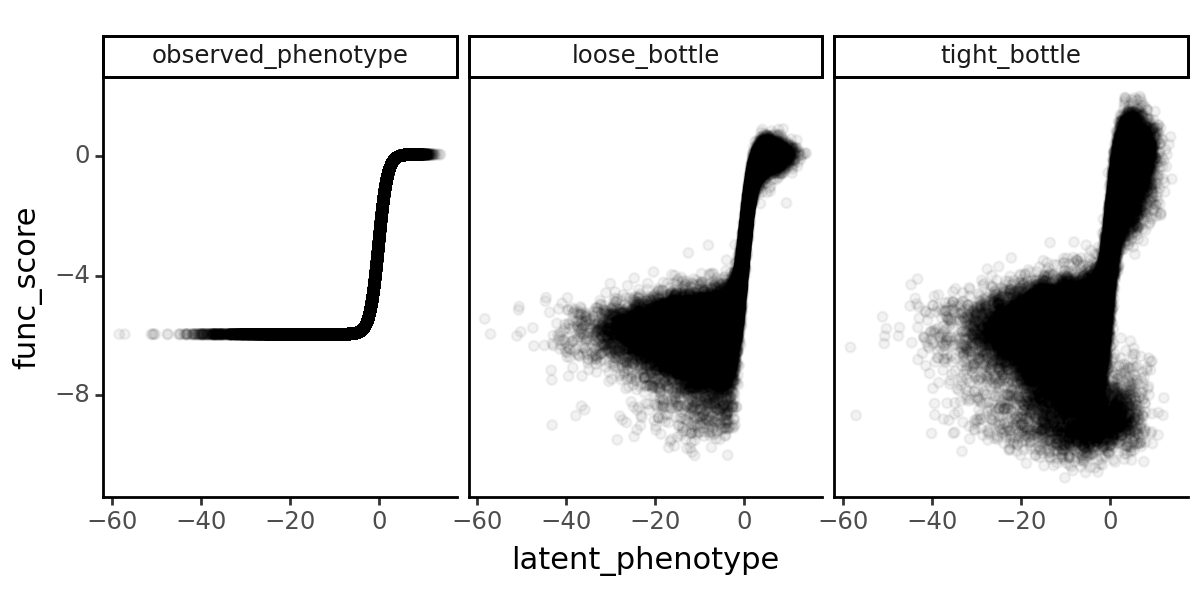 observed_phenotype loose_bottle tight_bottle
0
−4
−8
func_score
−60 −40 −20 0 −60 −40 −20 0 −60 −40 −20 0
latent_phenotype